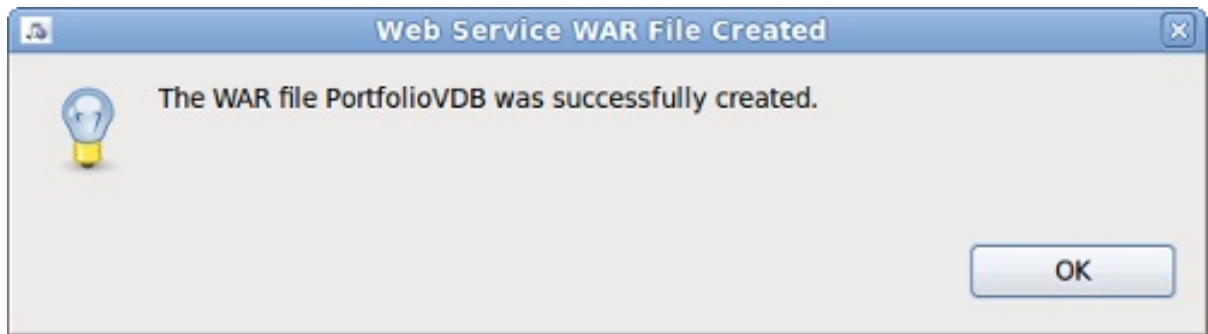 Web Service WAR File Created
The WAR file PortfolioVDB was successfully created.
OK